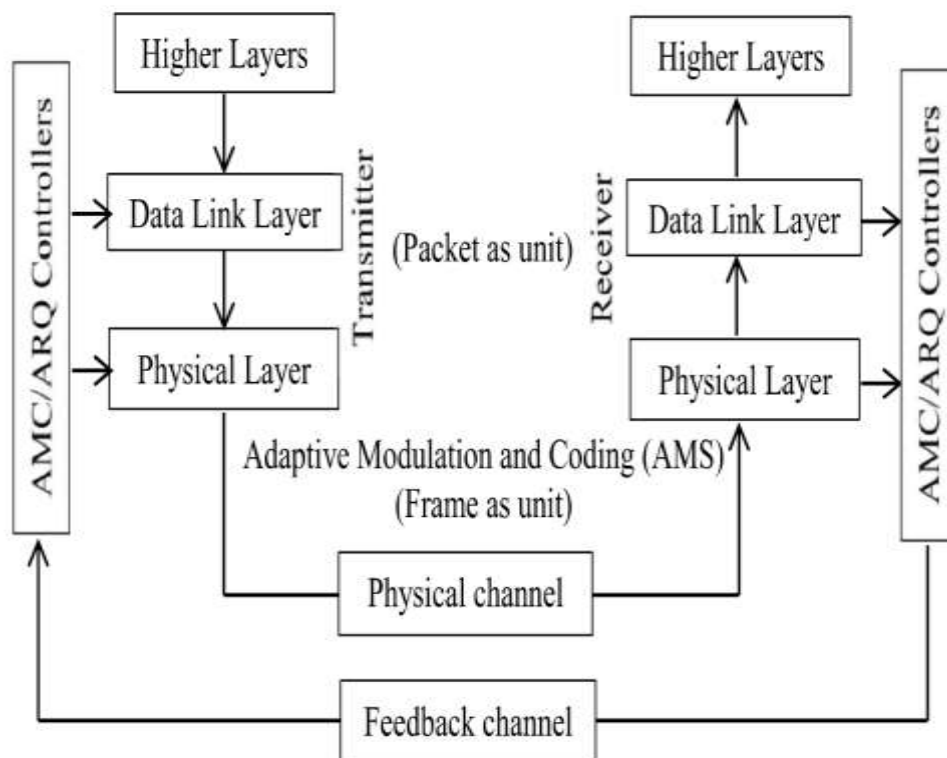 Higher Layers
Higher Layers
AMC/ARQ Controllers
Data Link Layer
Transmitter
(Packet as unit)
Receiver
Data Link Layer
AMC/ARQ Controllers
Physical Layer
Physical Layer
Adaptive Modulation and Coding (AMS)
(Frame as unit)
Physical channel
Feedback channel